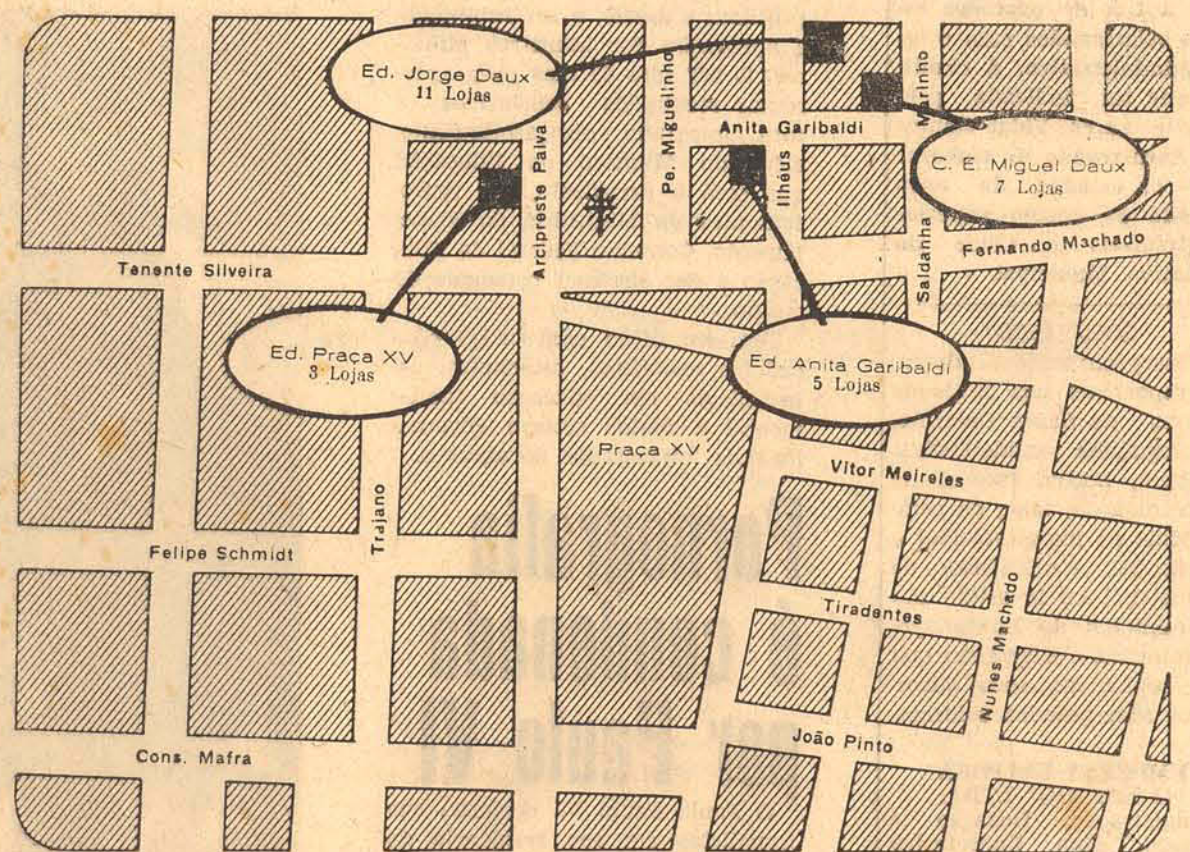 Ed. Jorge Daux
11 Lojas
Pe. Miguelinho
Marinho
Anita Garibaldi
Arcipreste Paiva
Ilhéus
C. E. Miguel Daux
7 Lojas
Saldanha
Fernando Machado
Tenente Silveira
Ed. Praça XV
3 Lojas
Ed. Anita Garibaldi
5 Lojas
Praça XV
Vitor Meireles
Trajano
Felipe Schmidt
Tiradentes
Nunes Machado
João Pinto
Cons. Mafra